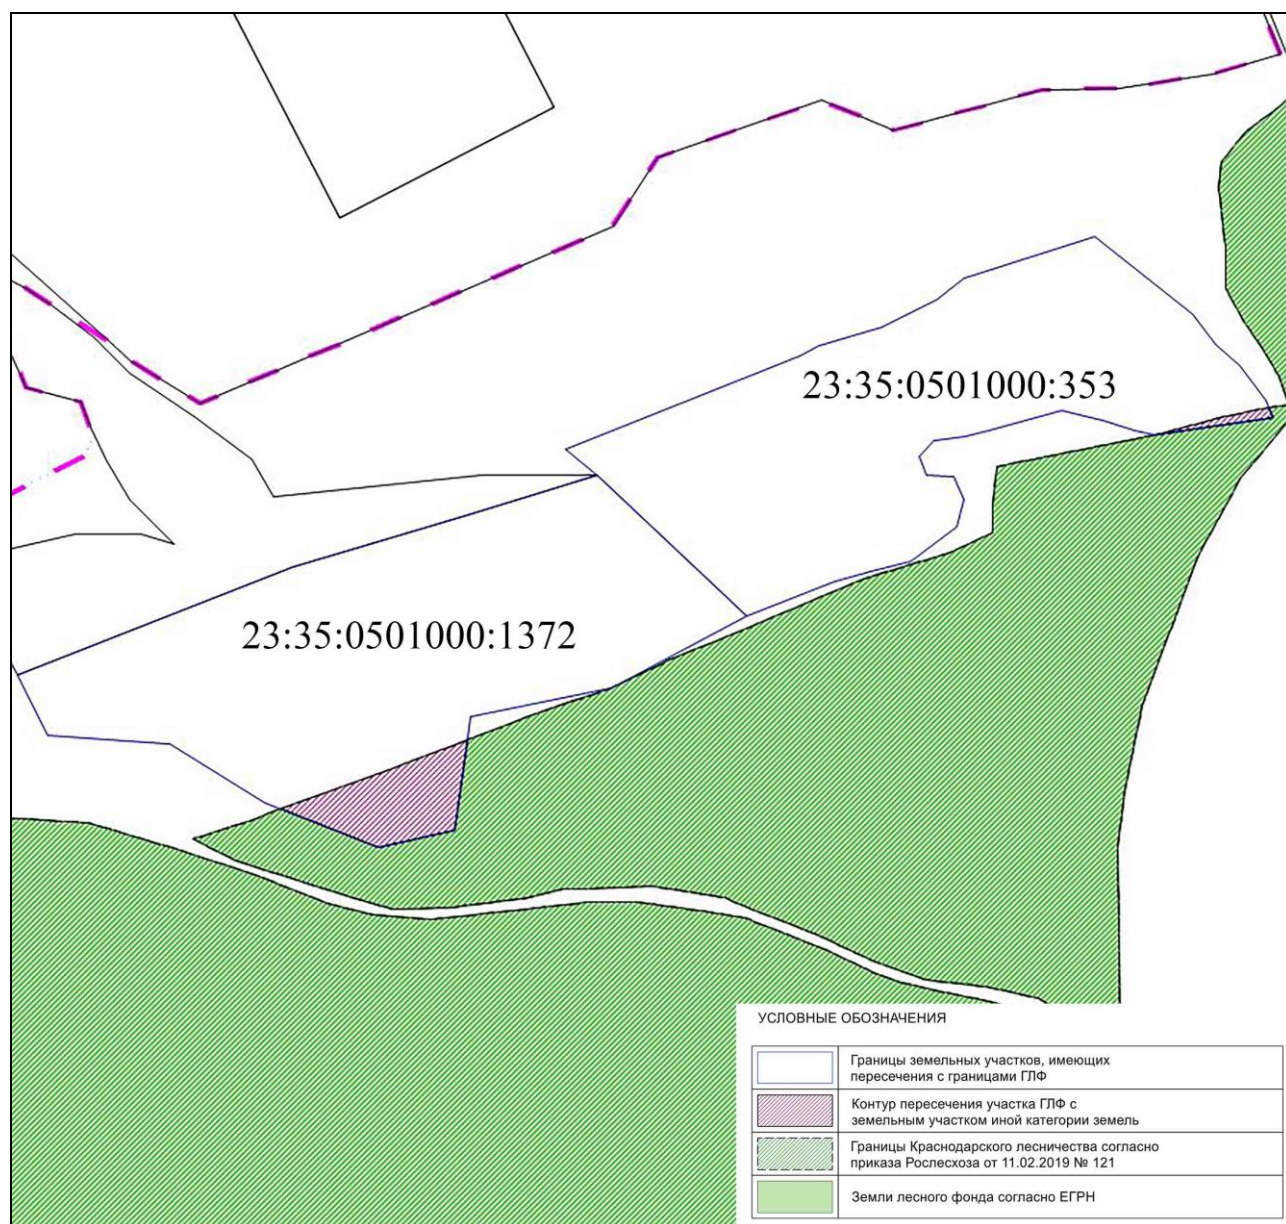 23:35:0501000:353
23:35:0501000:1372
УСЛОВНЫЕ ОБОЗНАЧЕНИЯ
Границы земельных участков, имеющих
пересечения с границами ГЛФ
Контур пересечения участка ГЛФ с
земельным участком иной категории земель
Границы Краснодарского лесничества согласно
приказа Рослесхоза от 11.02.2019 № 121
Земли лесного фонда согласно ЕГРН